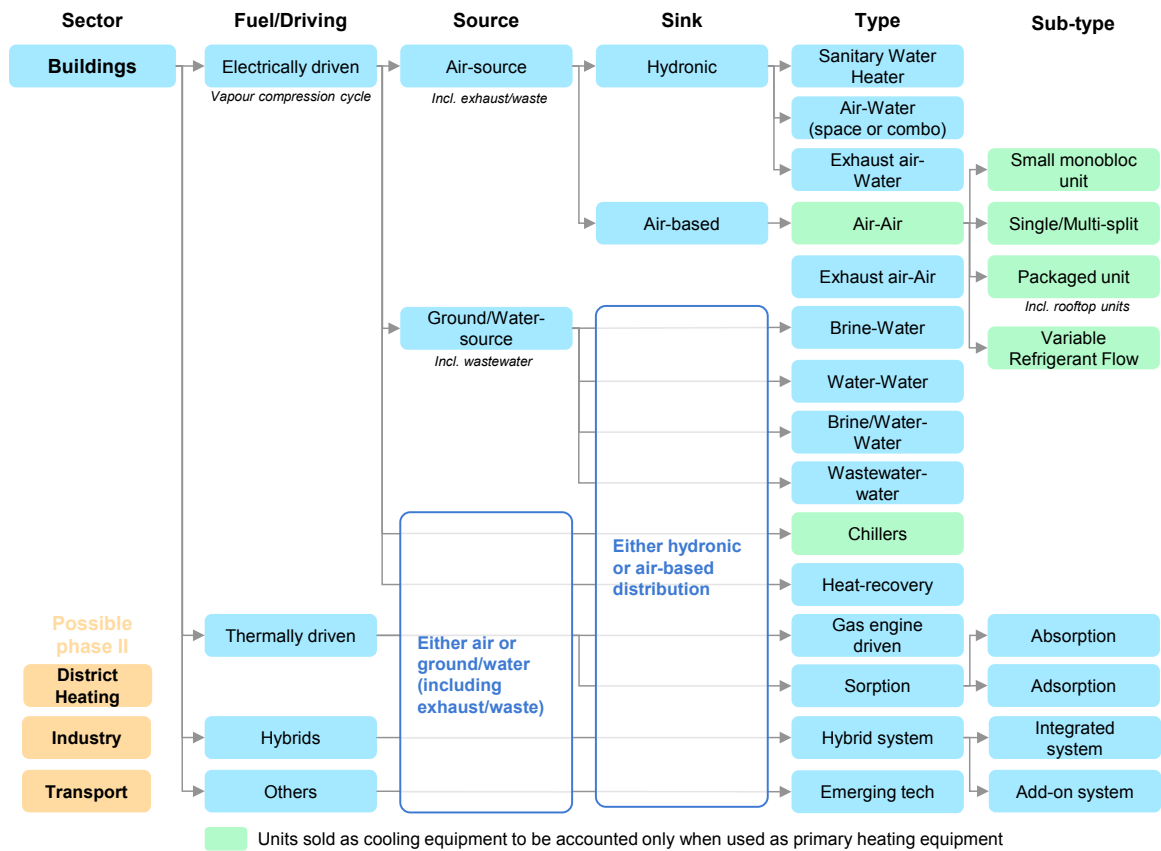 Sector
Fuel/Driving
Source
Sink
Type
Sub-type
Buildings
Electrically driven
Vapour compression cycle
Air-source
Incl. exhaust/waste
Hydronic
Sanitary Water
Heater
Air-Water
(space or combo)
Exhaust air-
Water
Small monobloc
unit
Air-based
Air-Air
Single/Multi-split
Exhaust air-Air
Packaged unit
Incl. rooftop units
Ground/Water-
source
Incl. wastewater
Brine-Water
Variable
Refrigerant Flow
Water-Water
Brine/Water-
Water
Wastewater-
water
Either hydronic
or air-based
distribution
Chillers
Heat-recovery
Possible
phase II
Thermally driven
Either air or
ground/water
(including
exhaust/waste)
Gas engine
driven
Absorption
District
Heating
Sorption
Adsorption
Industry
Hybrids
Hybrid system
Integrated
system
Transport
Others
Emerging tech
Add-on system
Units sold as cooling equipment to be accounted only when used as primary heating equipment